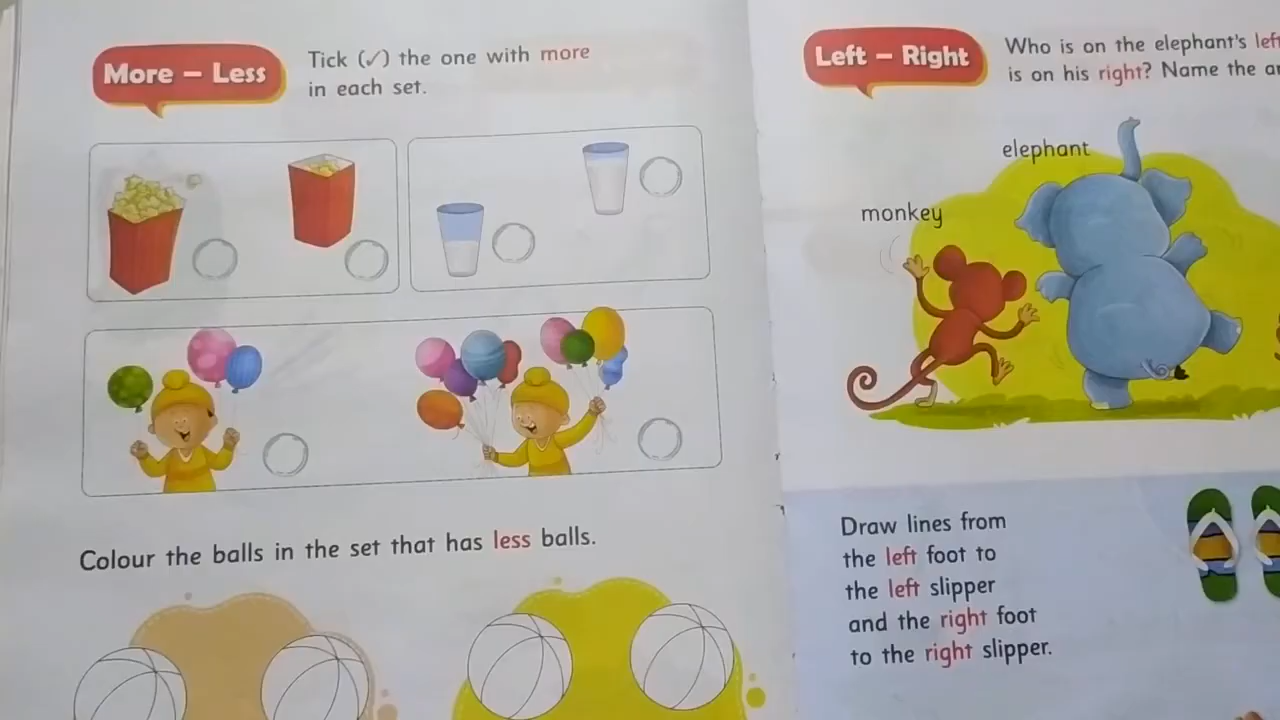 More – Less
Tick (✓) the one with more
in each set.
Colour the balls in the set that has less balls.
Left – Right
Who is on the elephant's left
is on his right? Name the
elephant
monkey
Draw lines from
the left foot to
the left slipper
and the right foot
to the right slipper.